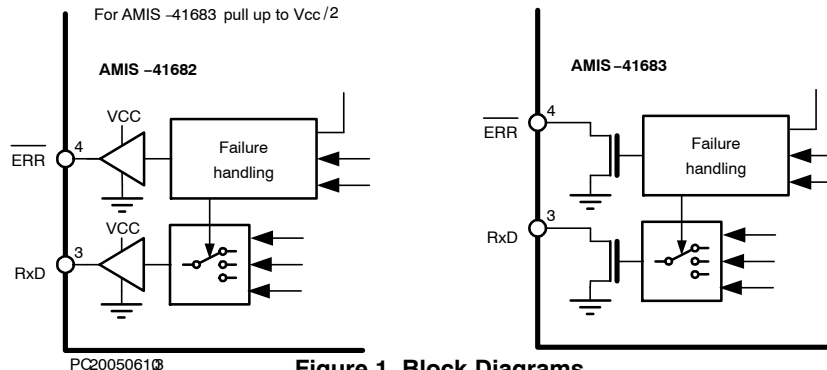 For AMIS -41683 pull up to Vcc/2
AMIS -41682
VCC
4
ERR
Failure
handling
VCC
3
RxD
PC20050610
AMIS -41683
4
ERR
Failure
handling
3
RxD
Figure 1. Block Diagrams